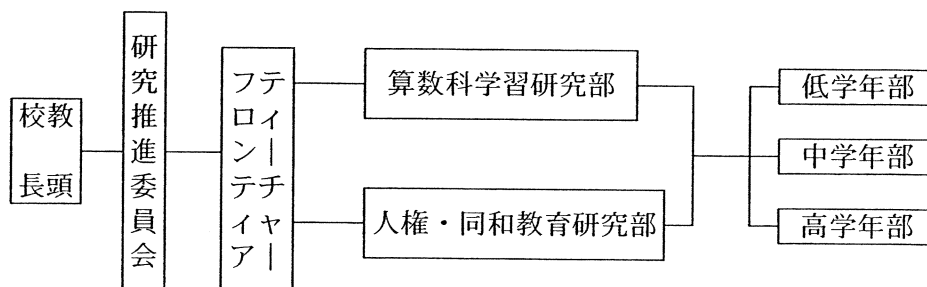 校長
教頭
研究推進委員会
フロンティア
ティーチャー
算数科学習研究部
人権・同和教育研究部
低学年部
中学年部
高学年部